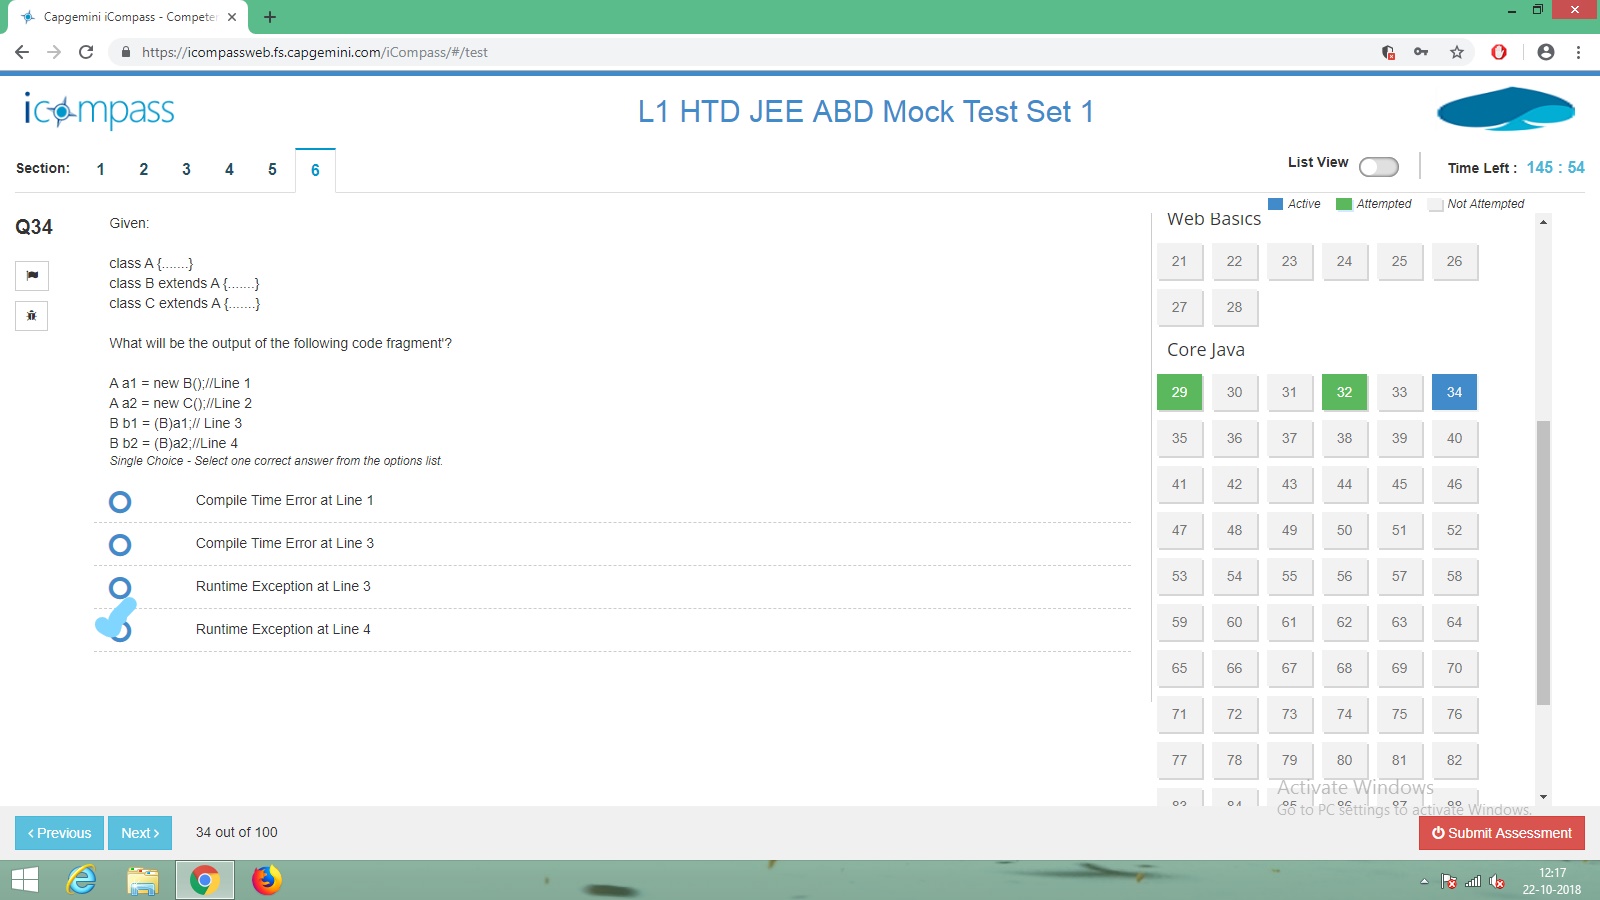 Capgemini iCompass - Competen
https://icompassweb.fs.capgemini.com/iCompass/#/test
icompass
L1 HTD JEE ABD Mock Test Set 1
Section: 1 2 3 4 5 6
List View
Time Left : 145 : 54
Active Attempted Not Attempted
Q34
Given:
class A {.......}
class B extends A {.......}
class C extends A {.......}
What will be the output of the following code fragment'?
A a1 = new B();//Line 1
A a2 = new C();//Line 2
B b1 = (B)a1;// Line 3
B b2 = (B)a2;//Line 4
Single Choice - Select one correct answer from the options list.
Compile Time Error at Line 1
Compile Time Error at Line 3
Runtime Exception at Line 3
Runtime Exception at Line 4
Web Basics
21 22 23 24 25 26
27 28
Core Java
29 30 31 32 33 34
35 36 37 38 39 40
41 42 43 44 45 46
47 48 49 50 51 52
53 54 55 56 57 58
59 60 61 62 63 64
65 66 67 68 69 70
71 72 73 74 75 76
77 78 79 80 81 82
83 84 85 86 87 88
Activate Windows
Go to PC settings to activate Windows.
Previous
Next
34 out of 100
Submit Assessment
12:17
22-10-2018